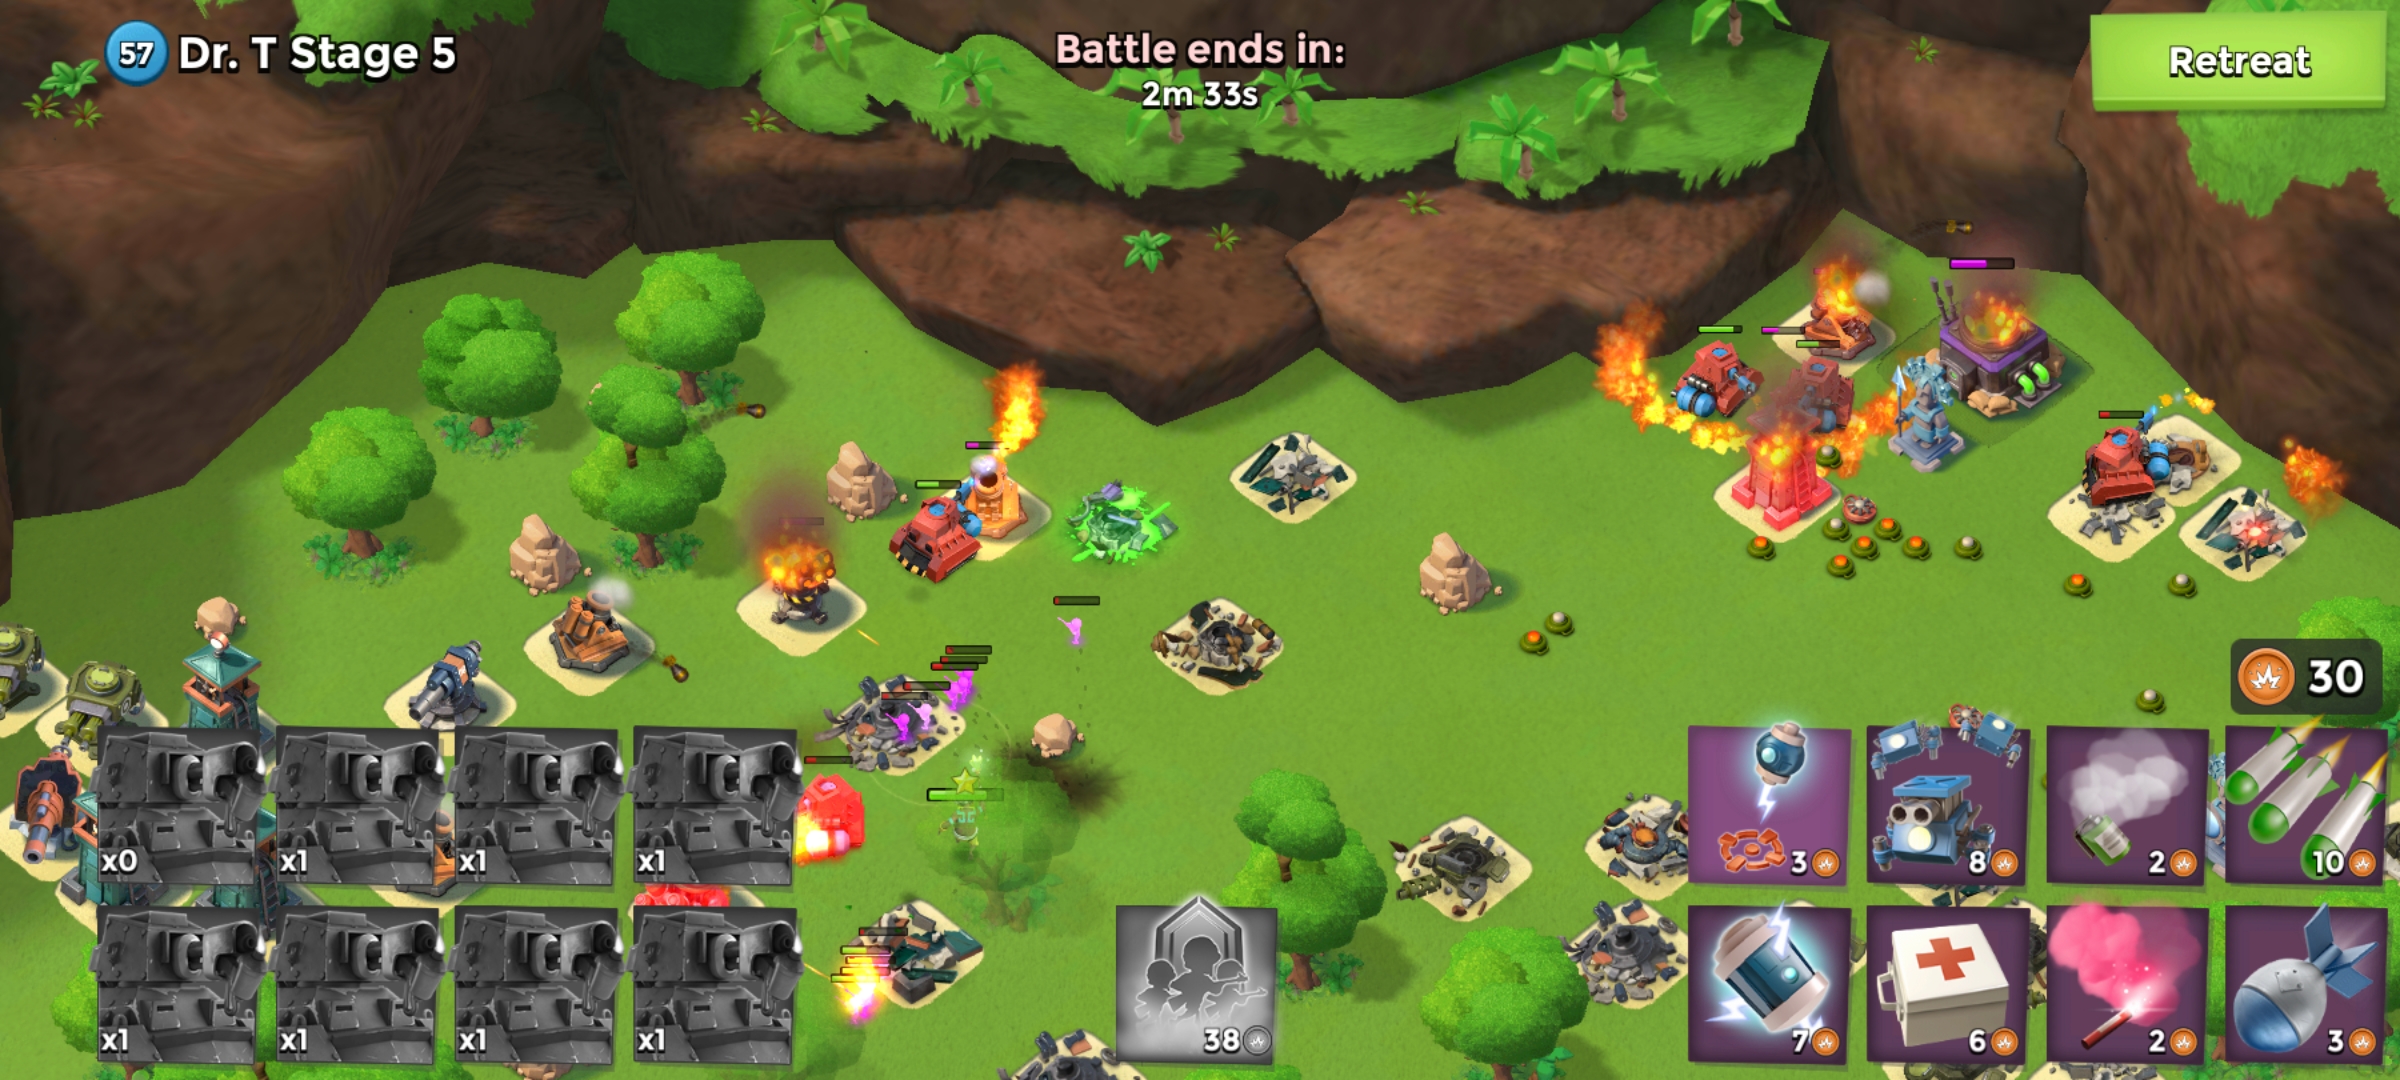 57 Dr. T Stage 5
Battle ends in:
2m 33s
Retreat
30
x0 x1 x1 x1
3 8 2 10
x1 x1 x1 x1
38
7 6 2 3